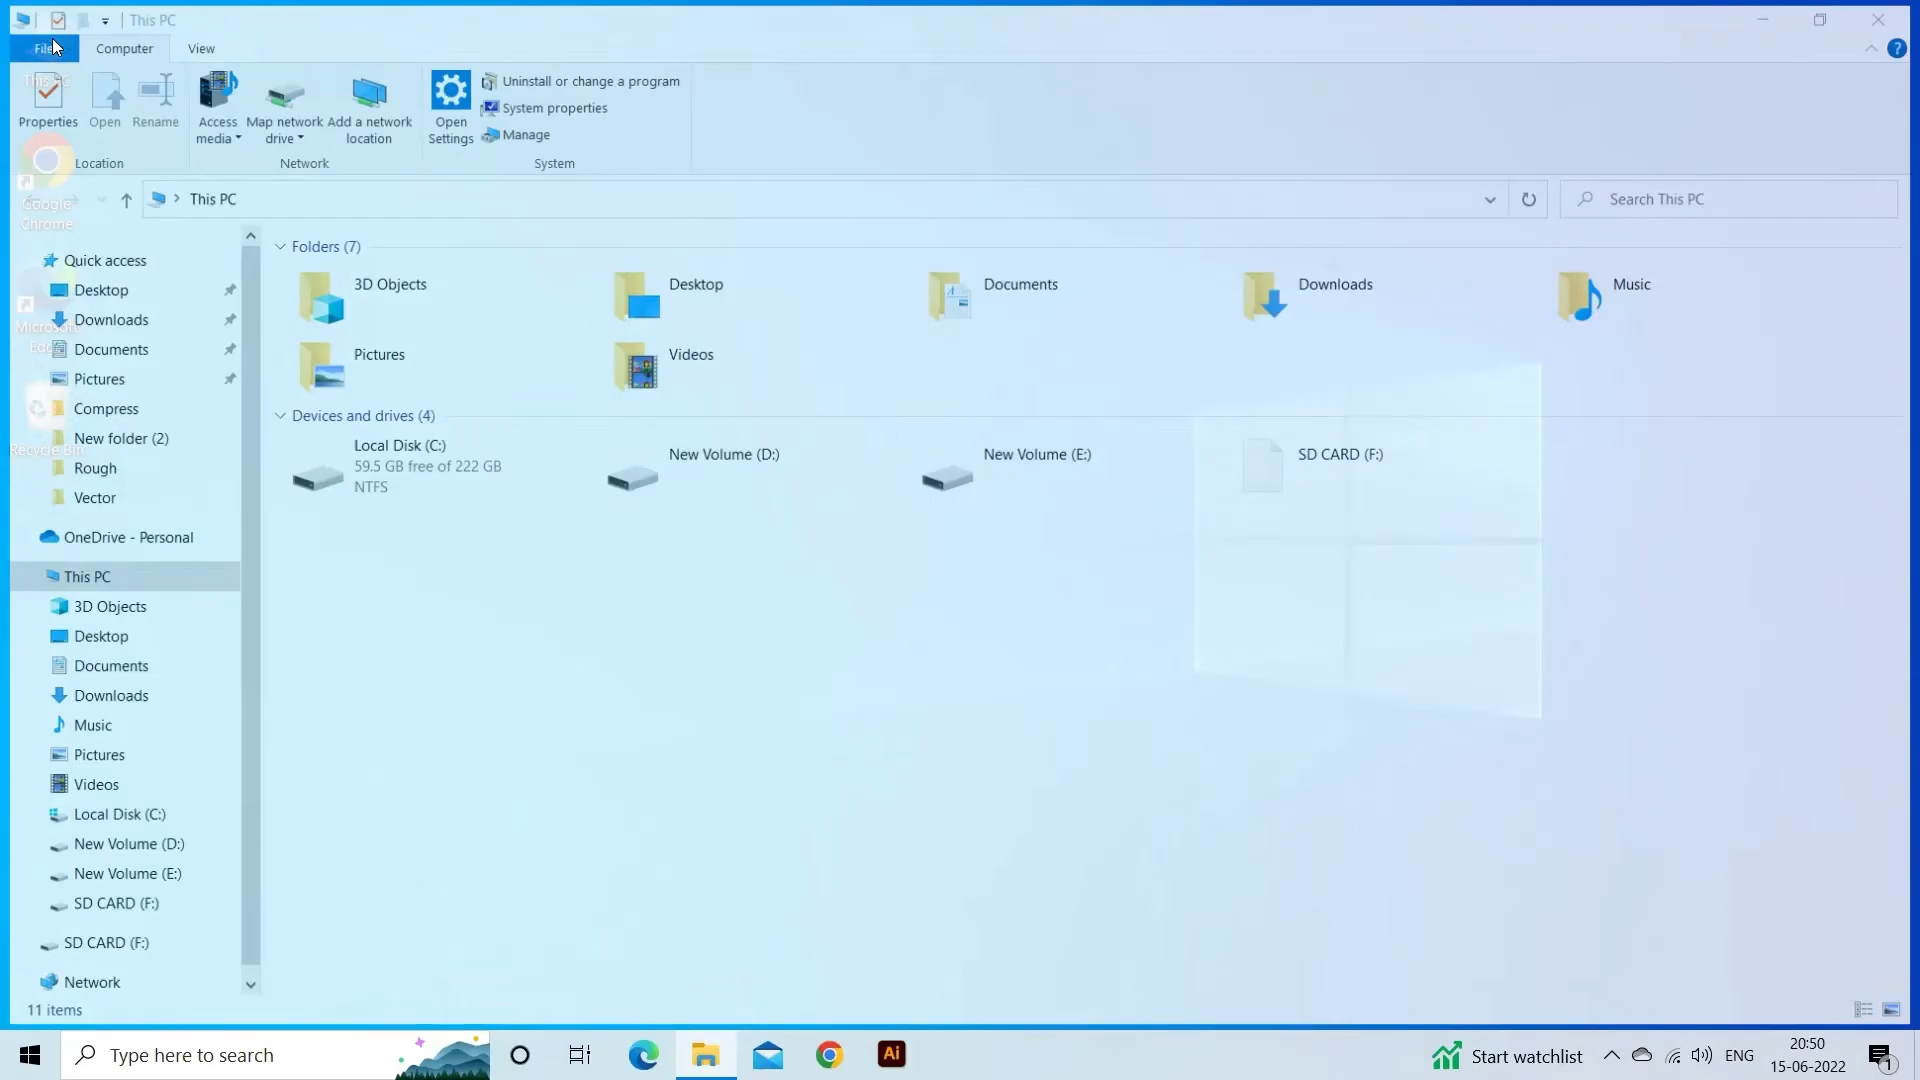 This PC
File Computer View
Properties Open Rename
Access media
Map network drive
Add a network location
Open Settings
Uninstall or change a program
System properties
Manage
Location Network System
This PC
Search This PC
Google Chrome
Recycle Bin
Quick access
Desktop
Downloads
Documents
Pictures
Compress
New folder (2)
Rough
Vector
OneDrive - Personal
This PC
3D Objects
Desktop
Documents
Downloads
Music
Pictures
Videos
Local Disk (C:)
New Volume (D:)
New Volume (E:)
SD CARD (F:)
SD CARD (F:)
Network
Folders (7)
3D Objects Desktop Documents Downloads Music
Pictures Videos
Devices and drives (4)
Local Disk (C:)
59.5 GB free of 222 GB
NTFS
New Volume (D:)
New Volume (E:)
SD CARD (F:)
11 items
Type here to search
Ai
Start watchlist
ENG
20:50
15-06-2022
1